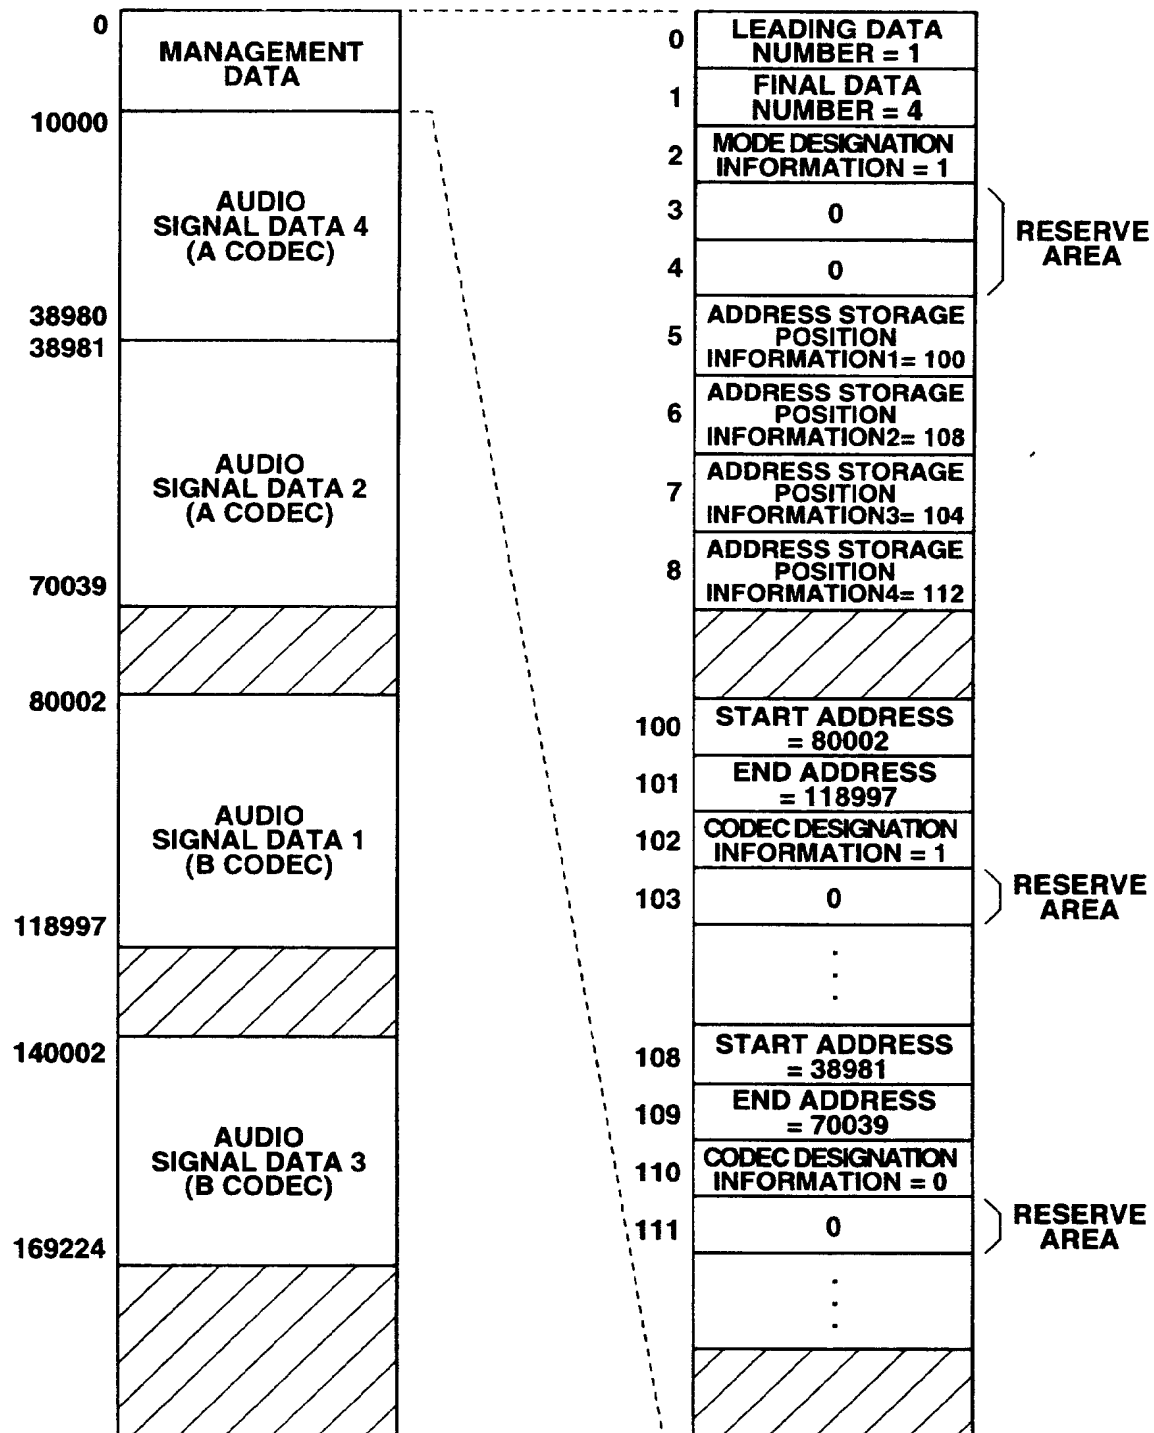 0
MANAGEMENT
DATA
10000
AUDIO
SIGNAL DATA 4
(A CODEC)
38980
38981
AUDIO
SIGNAL DATA 2
(A CODEC)
70039
80002
AUDIO
SIGNAL DATA 1
(B CODEC)
118997
140002
AUDIO
SIGNAL DATA 3
(B CODEC)
169224
0
LEADING DATA
NUMBER = 1
1
FINAL DATA
NUMBER = 4
2
MODE DESIGNATION
INFORMATION = 1
3
0
4
0
RESERVE
AREA
5
ADDRESS STORAGE
POSITION
INFORMATION1= 100
6
ADDRESS STORAGE
POSITION
INFORMATION2= 108
7
ADDRESS STORAGE
POSITION
INFORMATION3= 104
8
ADDRESS STORAGE
POSITION
INFORMATION4= 112
100
START ADDRESS
= 80002
101
END ADDRESS
= 118997
102
CODEC DESIGNATION
INFORMATION = 1
103
0
RESERVE
AREA
108
START ADDRESS
= 38981
109
END ADDRESS
= 70039
110
CODEC DESIGNATION
INFORMATION = 0
111
0
RESERVE
AREA